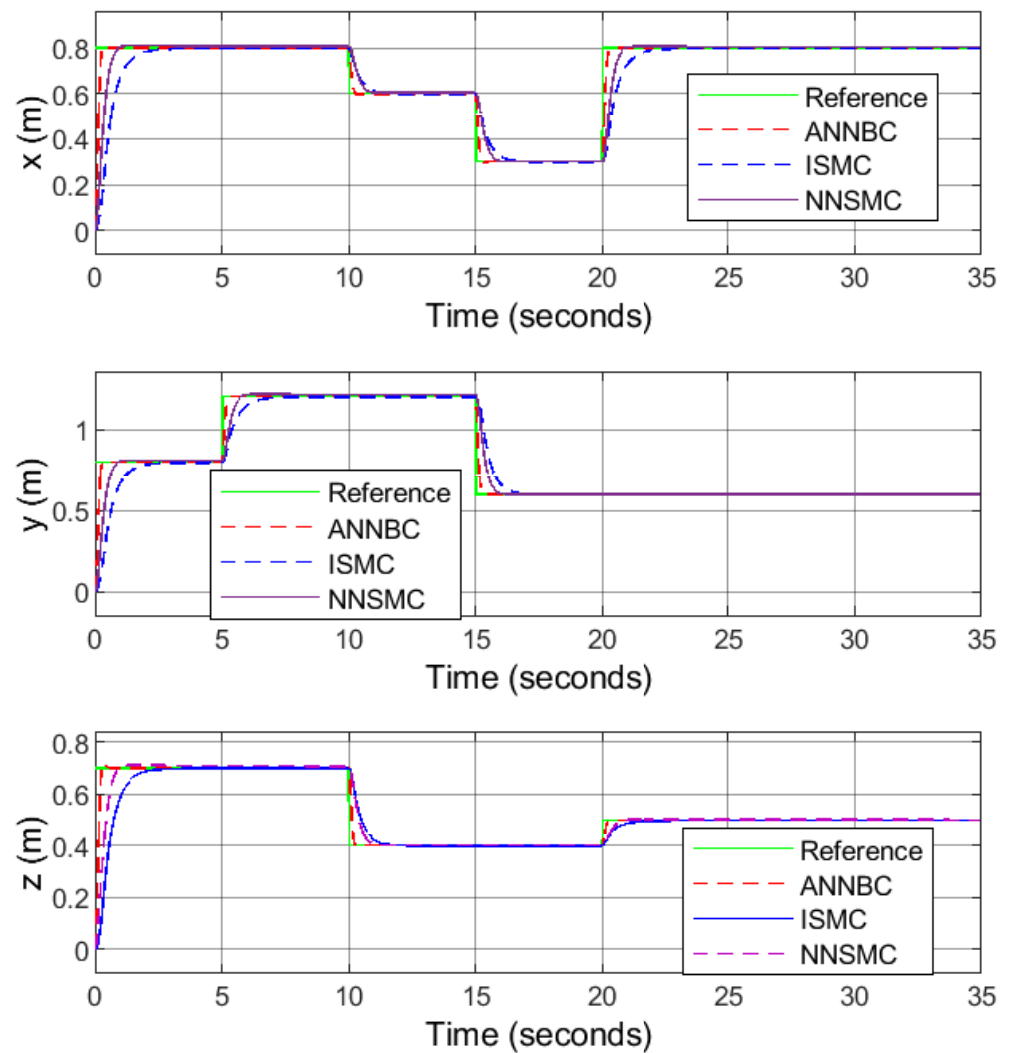 0.8
0.6
0.4
0.2
0
x (m)
Reference
ANNBC
ISMC
NNSMC
0 5 10 15 20 25 30 35
Time (seconds)
1
0.5
0
y (m)
Reference
ANNBC
ISMC
NNSMC
0 5 10 15 20 25 30 35
Time (seconds)
0.8
0.6
0.4
0.2
0
z (m)
Reference
ANNBC
ISMC
NNSMC
0 5 10 15 20 25 30 35
Time (seconds)